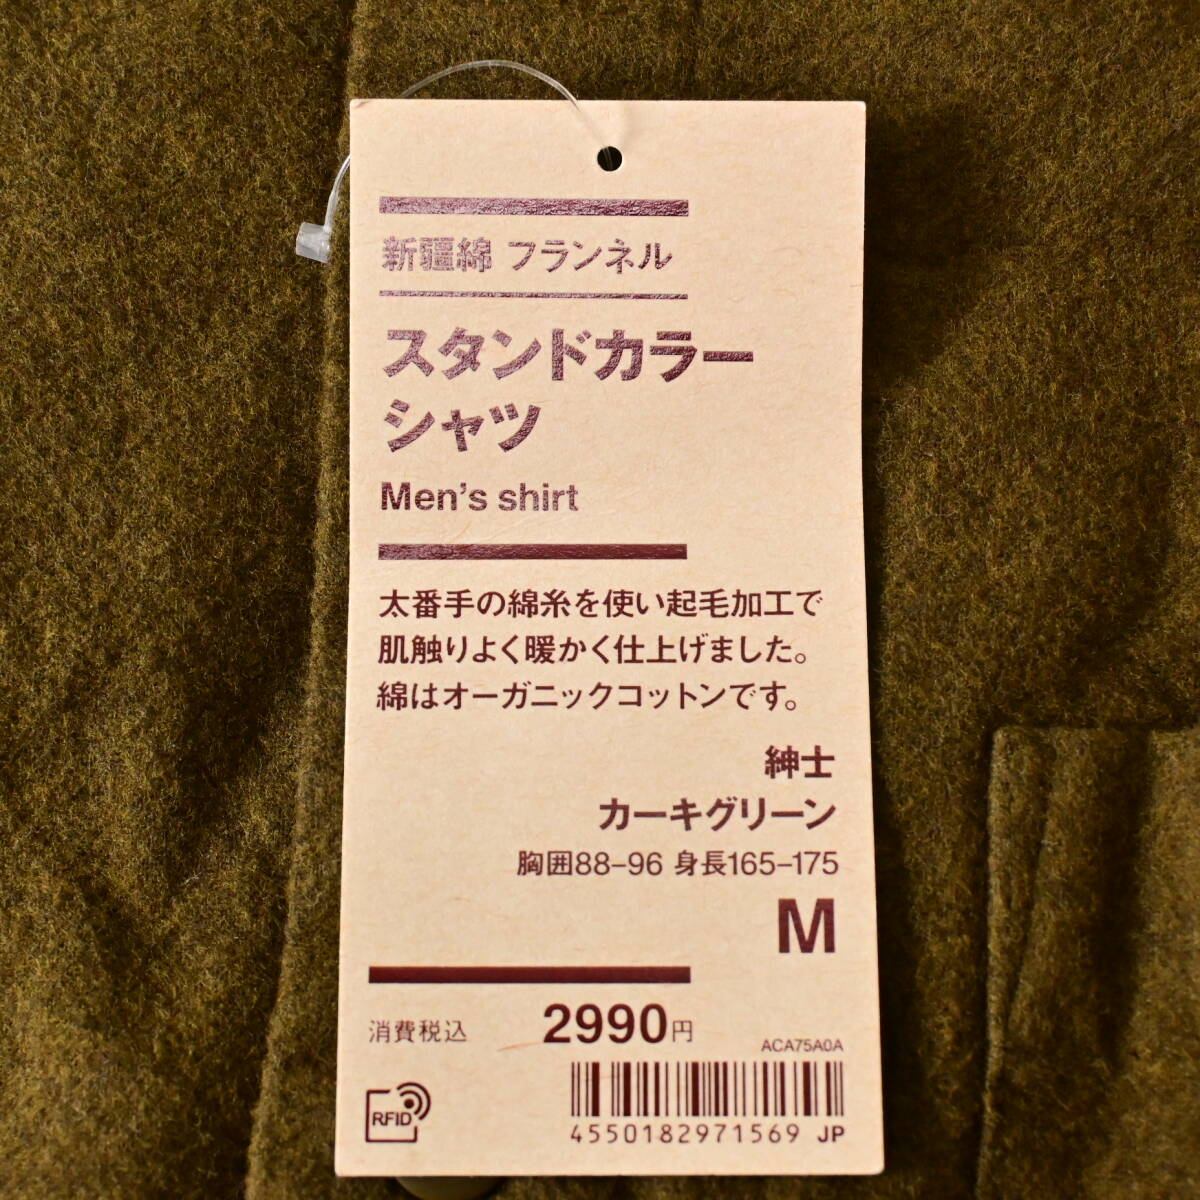 新疆綿 フランネル
スタンドカラー
シャツ
Men's shirt
太番手の綿糸を使い起毛加工で
肌触りよく暖かく仕上げました。
綿はオーガニックコットンです。
紳士
カーキグリーン
胸囲88-96 身長165-175
M
消費税込 2990円
ACA75A0A
RFID
4550182971569 JP